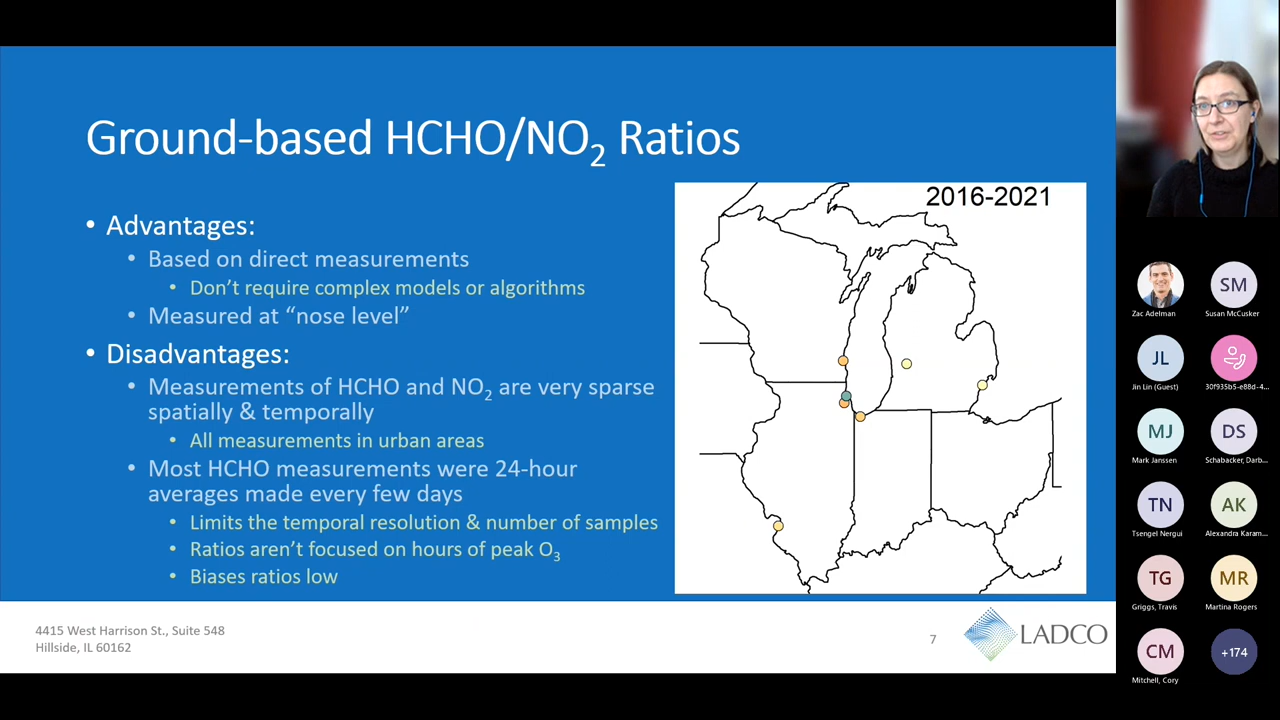 Ground-based HCHO/NO₂ Ratios
• Advantages:
• Based on direct measurements
• Don’t require complex models or algorithms
• Measured at “nose level”
• Disadvantages:
• Measurements of HCHO and NO₂ are very sparse
spatially & temporally
• All measurements in urban areas
• Most HCHO measurements were 24-hour
averages made every few days
• Limits the temporal resolution & number of samples
• Ratios aren’t focused on hours of peak O₃
• Biases ratios low
2016-2021
4415 West Harrison St., Suite 548
Hillside, IL 60162
7
LADCO
Zac Adelman
SM
Susan McCusker
JL
Jin Lin (Guest)
30f935b5-e88d-4...
MJ
Mark Janssen
DS
Schabacker, Darb...
TN
Tsengel Nergui
AK
Alexandra Karam...
TG
Griggs, Travis
MR
Martina Rogers
CM
Mitchell, Cory
+174